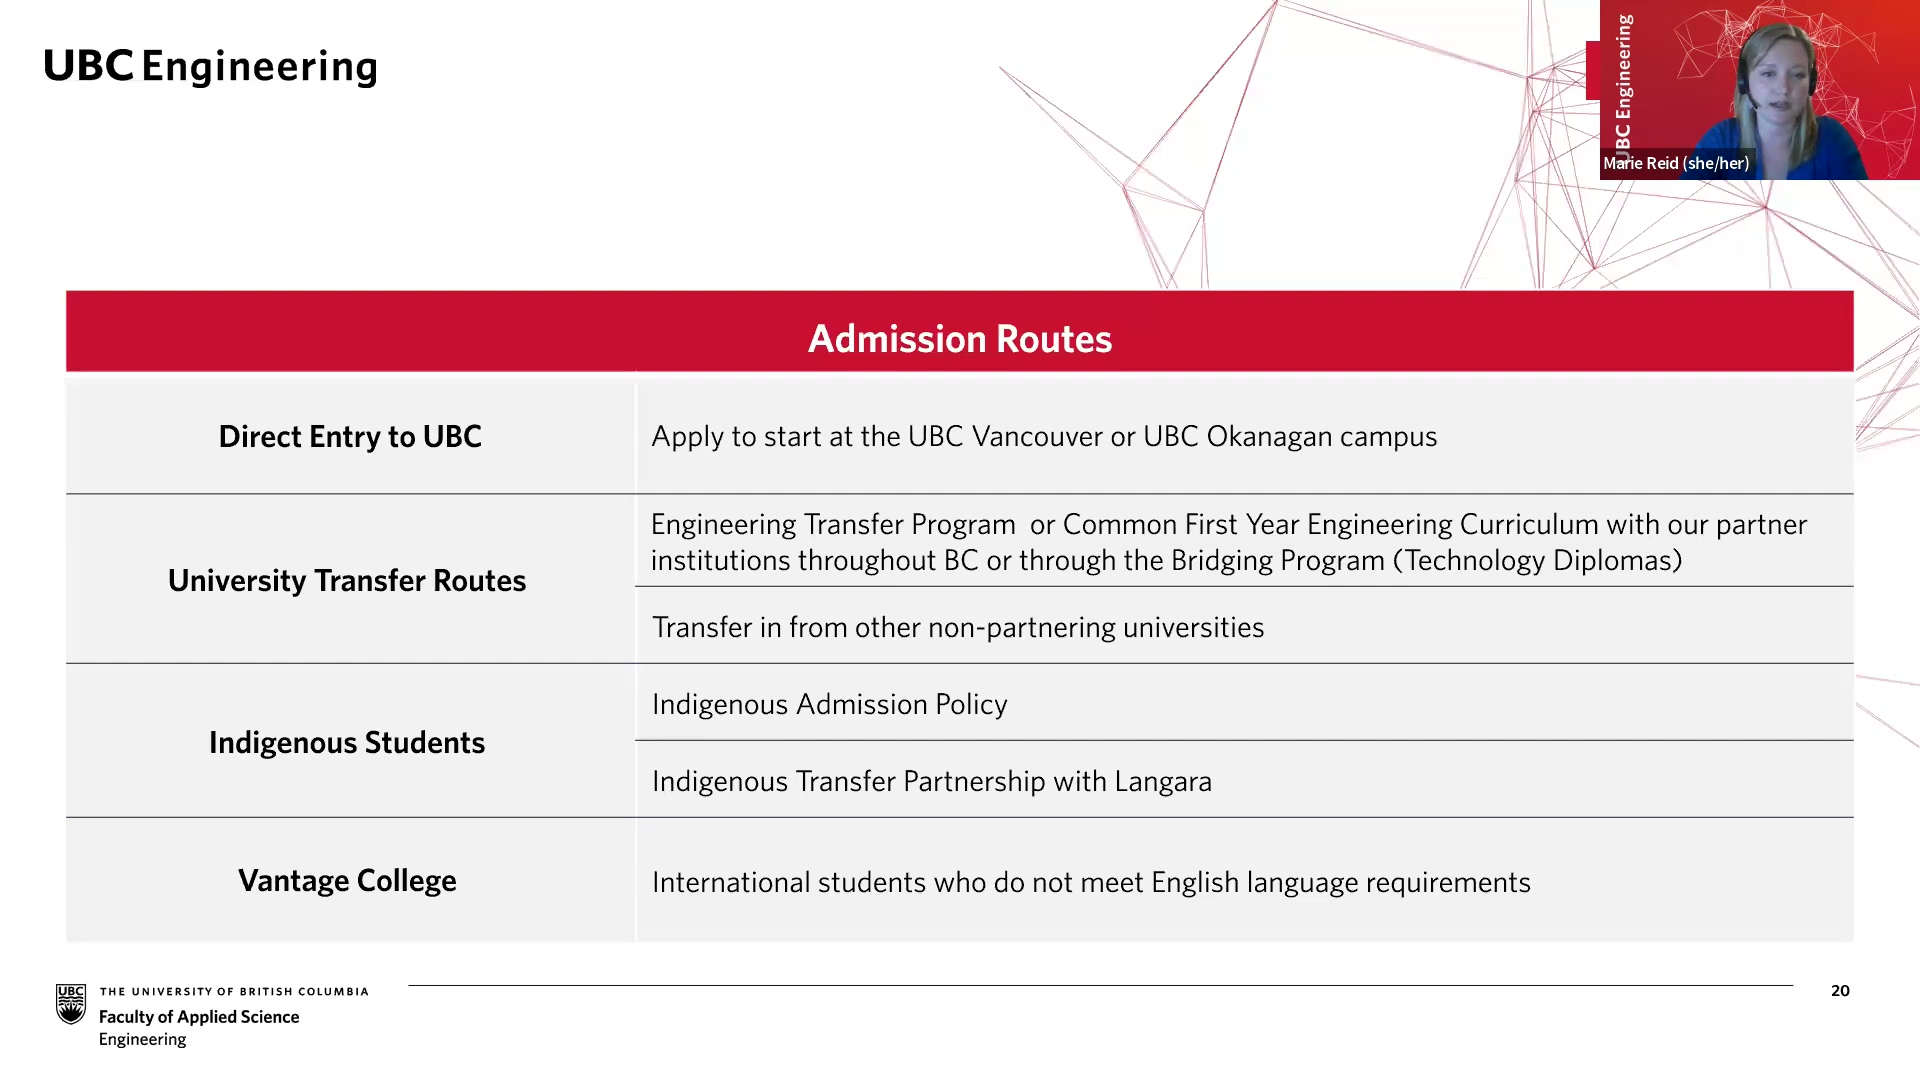 UBC Engineering
UBC Engineering
Marie Reid (she/her)
Admission Routes
Direct Entry to UBC
Apply to start at the UBC Vancouver or UBC Okanagan campus
University Transfer Routes
Engineering Transfer Program or Common First Year Engineering Curriculum with our partner
institutions throughout BC or through the Bridging Program (Technology Diplomas)
Transfer in from other non-partnering universities
Indigenous Students
Indigenous Admission Policy
Indigenous Transfer Partnership with Langara
Vantage College
International students who do not meet English language requirements
UBC
THE UNIVERSITY OF BRITISH COLUMBIA
Faculty of Applied Science
Engineering
20